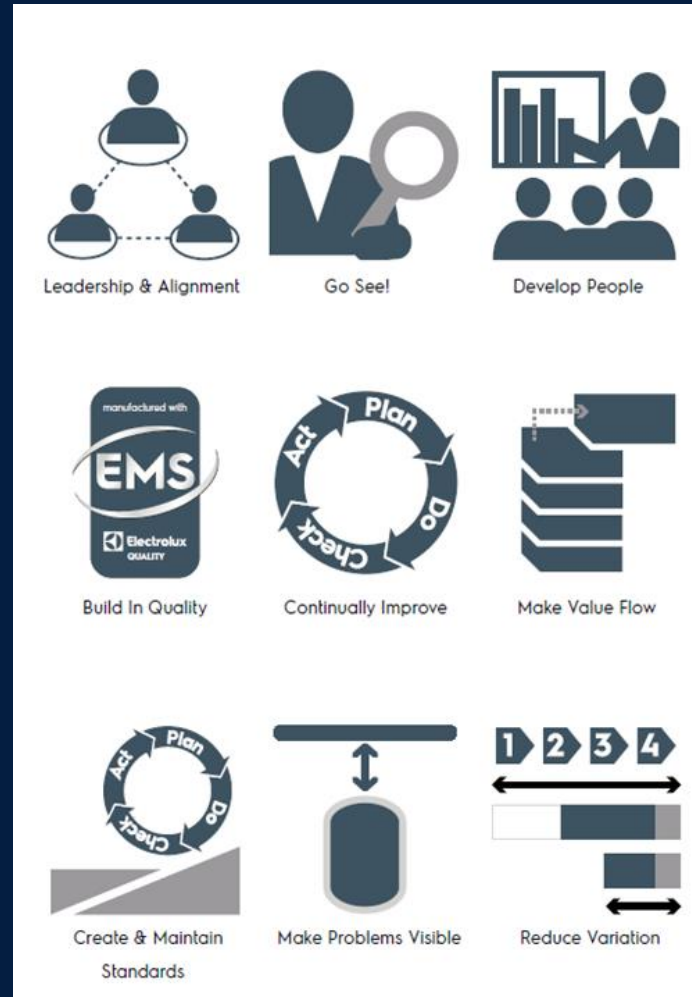 Leadership & Alignment
Go See!
Develop People
manufactured with
EMS
Electrolux
QUALITY
Build In Quality
Plan
Do
Check
Act
Continually Improve
Make Value Flow
Plan
Do
Check
Act
Create & Maintain
Standards
Make Problems Visible
1 2 3 4
Reduce Variation